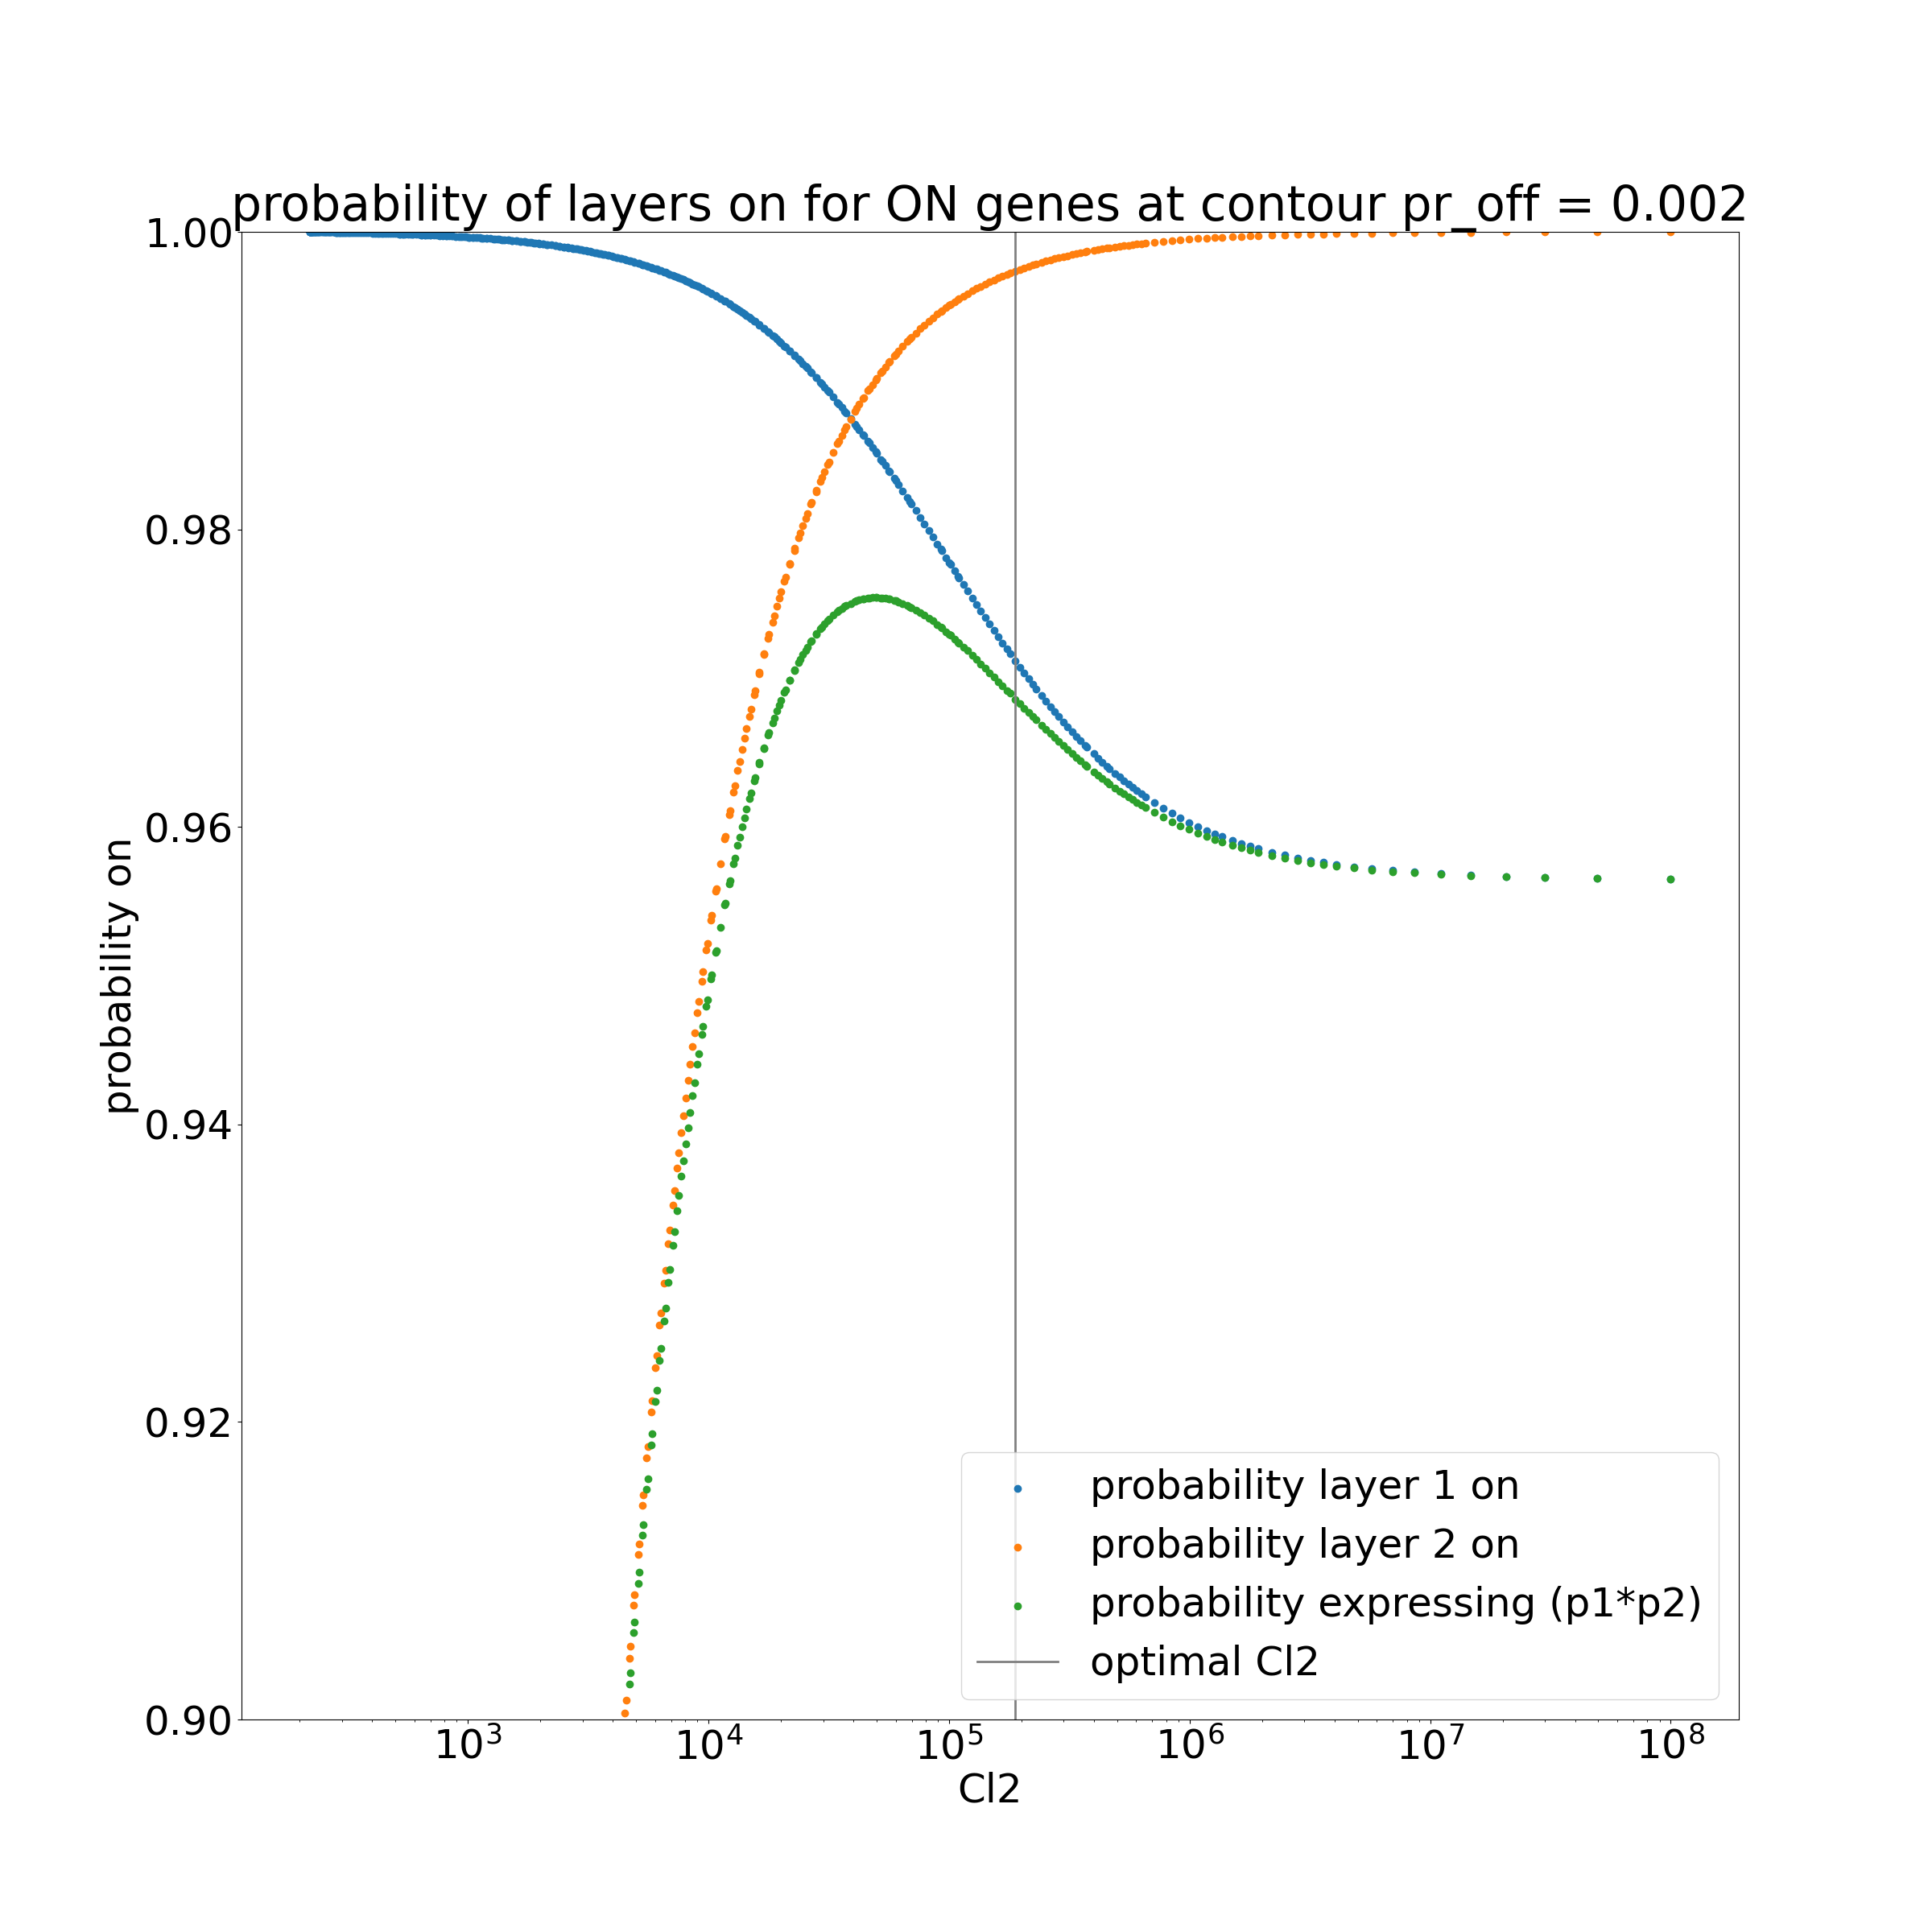 probability of layers on for ON genes at contour pr_off = 0.002
1.00
0.98
0.96
0.94
0.92
0.90
probability on
10³
10⁴
10⁵
10⁶
10⁷
10⁸
Cl2
probability layer 1 on
probability layer 2 on
probability expressing (p1*p2)
optimal Cl2